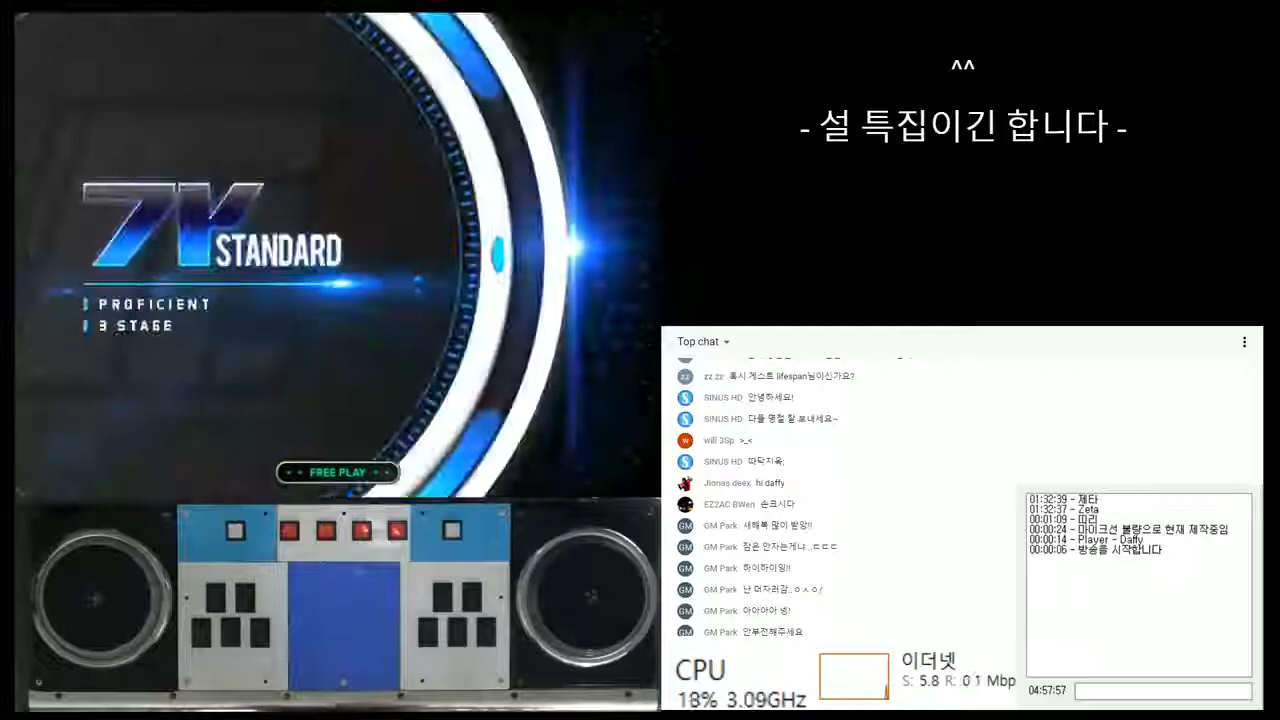 7K STANDARD
PROFICIENT
3 STAGE
FREE PLAY
^^
- 설 특집이긴 합니다 -
Top chat
zz zz 혹시 게스트 lifespan님이신가요?
SINUS HD 안녕하세요!
SINUS HD 다들 명절 잘 보내세요~
will 3Sp >_<
SINUS HD 따닥지옥;
Jionas deex hi daffy
EZ2AC BWen 손크시다
GM Park 새해복 많이 받앙!!
GM Park 잠은 안자는게냐...ㄷㄷㄷ
GM Park 하이하이잉!!
GM Park 난 더자러감.. ㅇㅅㅇ/
GM Park 아아아아 넹!
GM Park 안부전해주세요
01:32:39 - 제타
01:32:37 - Zeta
00:01:09 - 띠리
00:00:24 - 마이크선 불량으로 현재 제작중임
00:00:14 - Player - Daffy
00:00:06 - 방송을 시작합니다
CPU
18% 3.09GHz
이더넷
S: 5.8 R: 0.1 Mbp
04:57:57